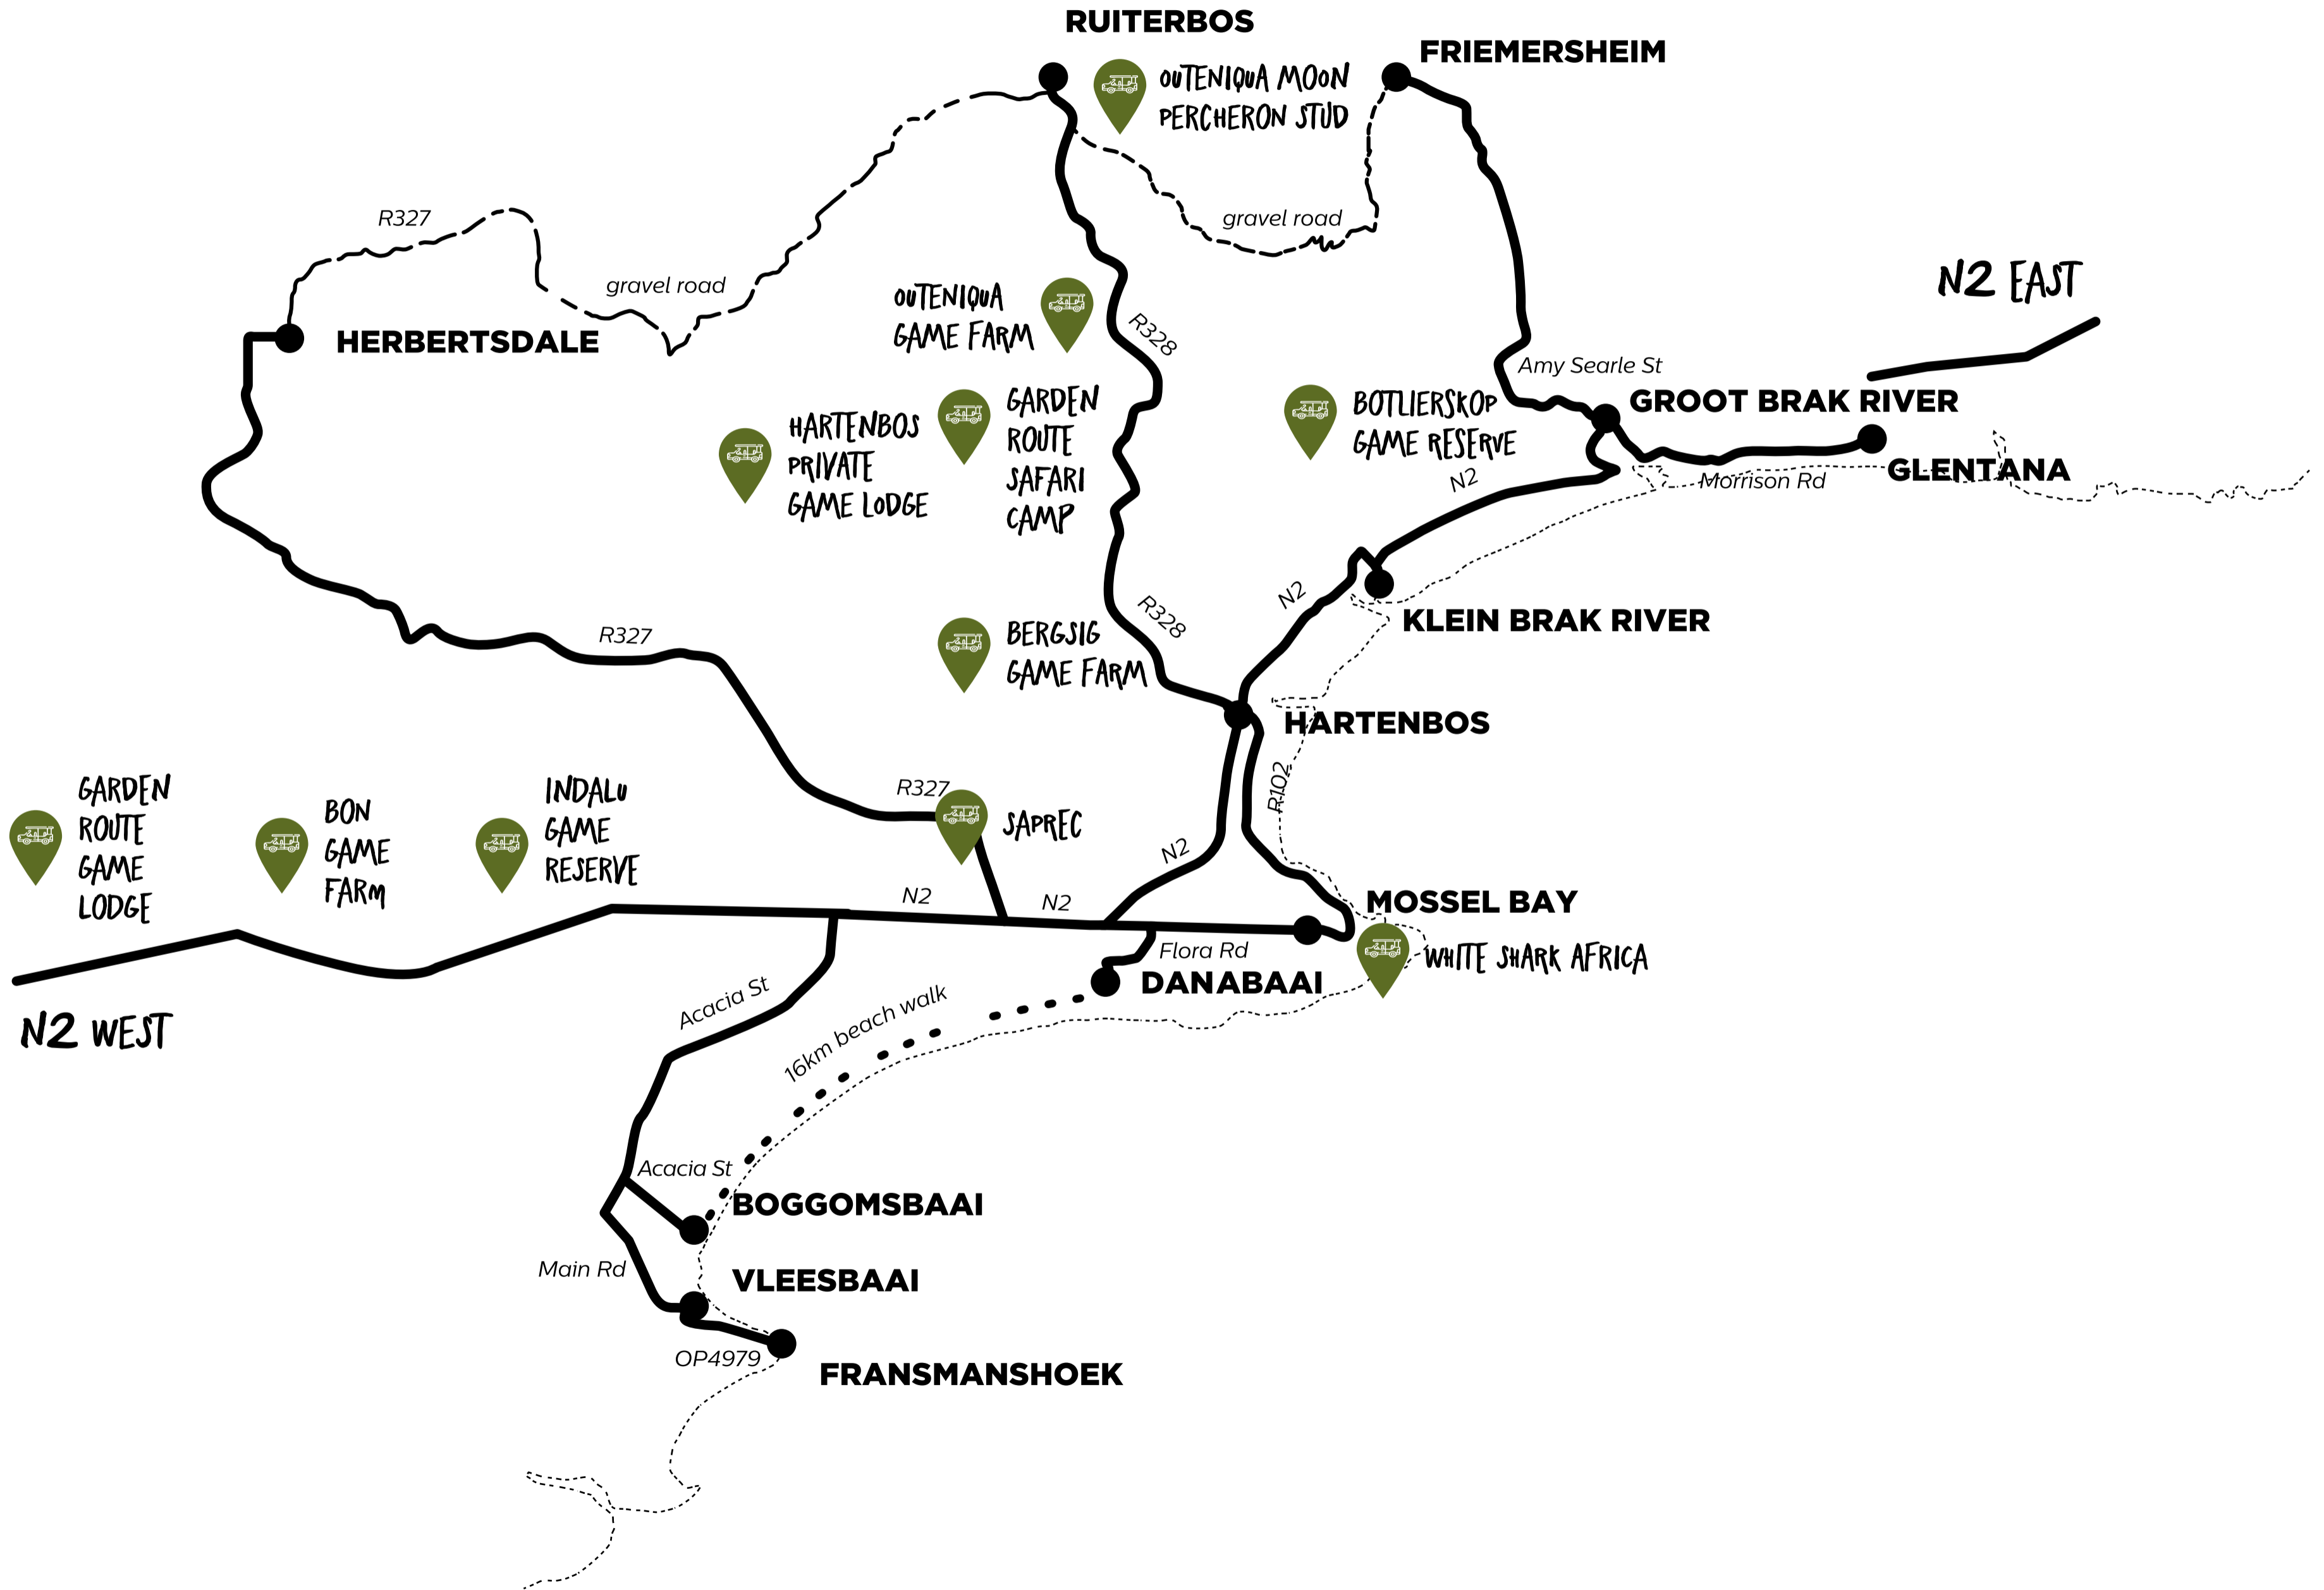 RUITERBOS
FRIEMERSHEIM
OUTENIQUA MOON
PERCHERON STUD
R327
gravel road
gravel road
N2 EAST
OUTENIQUA
GAME FARM
R328
HERBERTSDALE
Amy Searle St
GROOT BRAK RIVER
GARDEN
ROUTE
SAFARI
CAMP
BOTLIERSKOP
GAME RESERVE
HARTENBOS
PRIVATE
GAME LODGE
N2
Morrison Rd
GLENTANA
N2
R328
KLEIN BRAK RIVER
BERGSIG
GAME FARM
R327
HARTENBOS
R102
GARDEN
ROUTE
GAME
LODGE
BON
GAME
FARM
INDALU
GAME
RESERVE
R327
SAPREC
N2
N2
N2
MOSSEL BAY
WHITE SHARK AFRICA
Flora Rd
DANABAAI
N2 WEST
Acacia St
16km beach walk
Acacia St
BOGGOMSBAAI
Main Rd
VLEESBAAI
OP4979
FRANSMANSHOEK